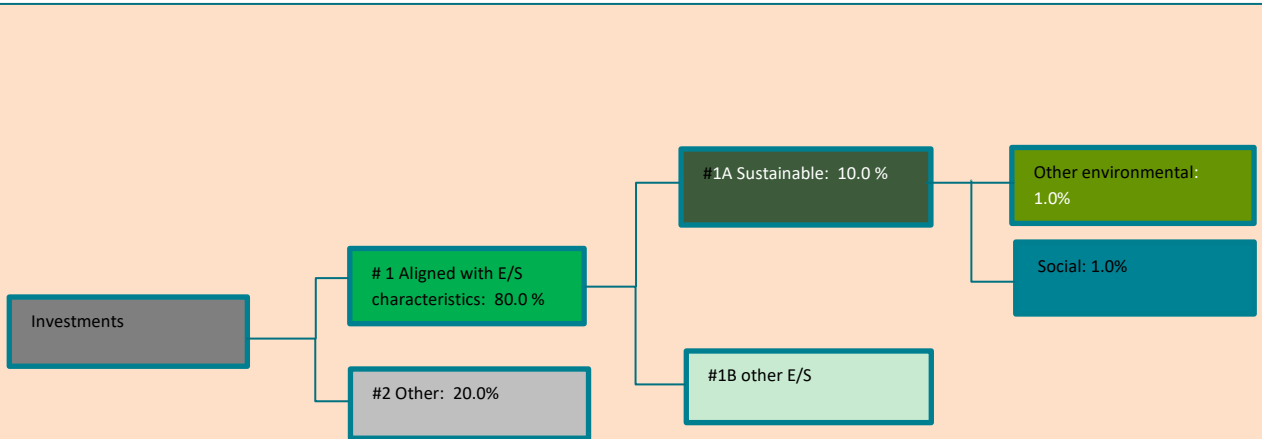 #1A Sustainable: 10.0 %
Other environmental:
1.0%
Social: 1.0%
# 1 Aligned with E/S
characteristics: 80.0 %
Investments
#1B other E/S
#2 Other: 20.0%